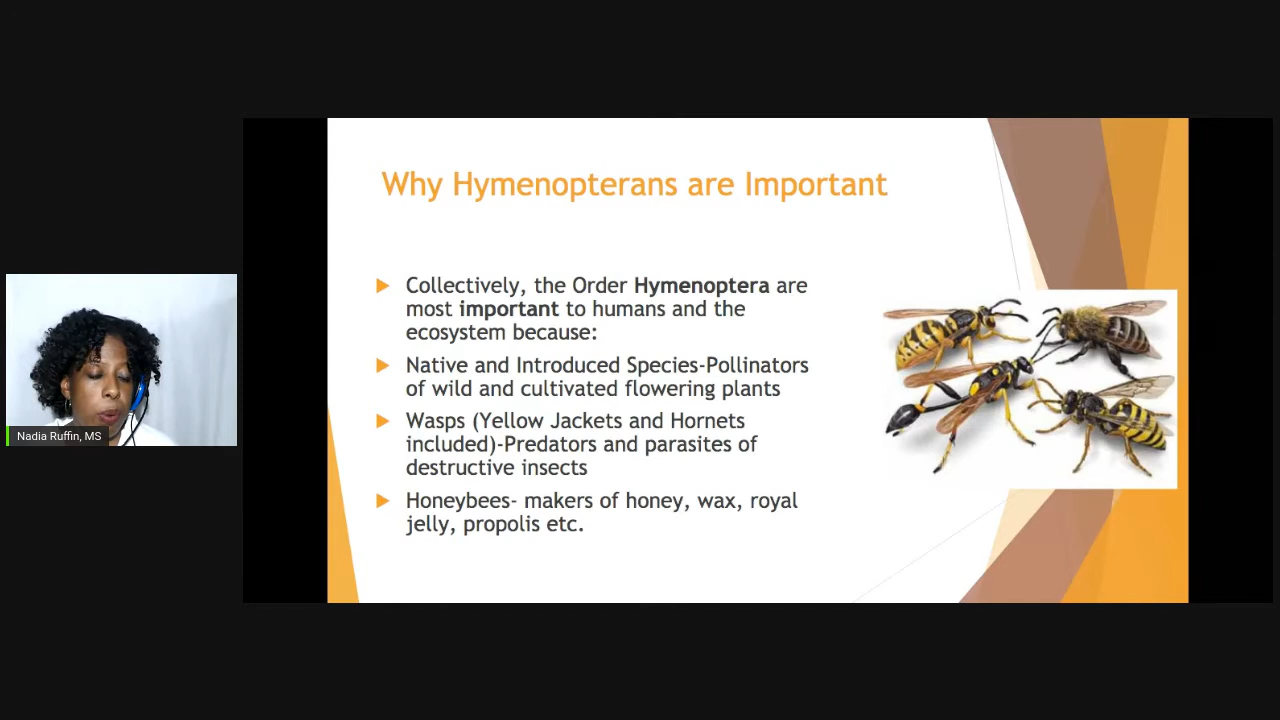 Why Hymenopterans are Important
Collectively, the Order Hymenoptera are
most important to humans and the
ecosystem because:
Native and Introduced Species-Pollinators
of wild and cultivated flowering plants
Wasps (Yellow Jackets and Hornets
included)-Predators and parasites of
destructive insects
Honeybees- makers of honey, wax, royal
jelly, propolis etc.
Nadia Ruffin, MS